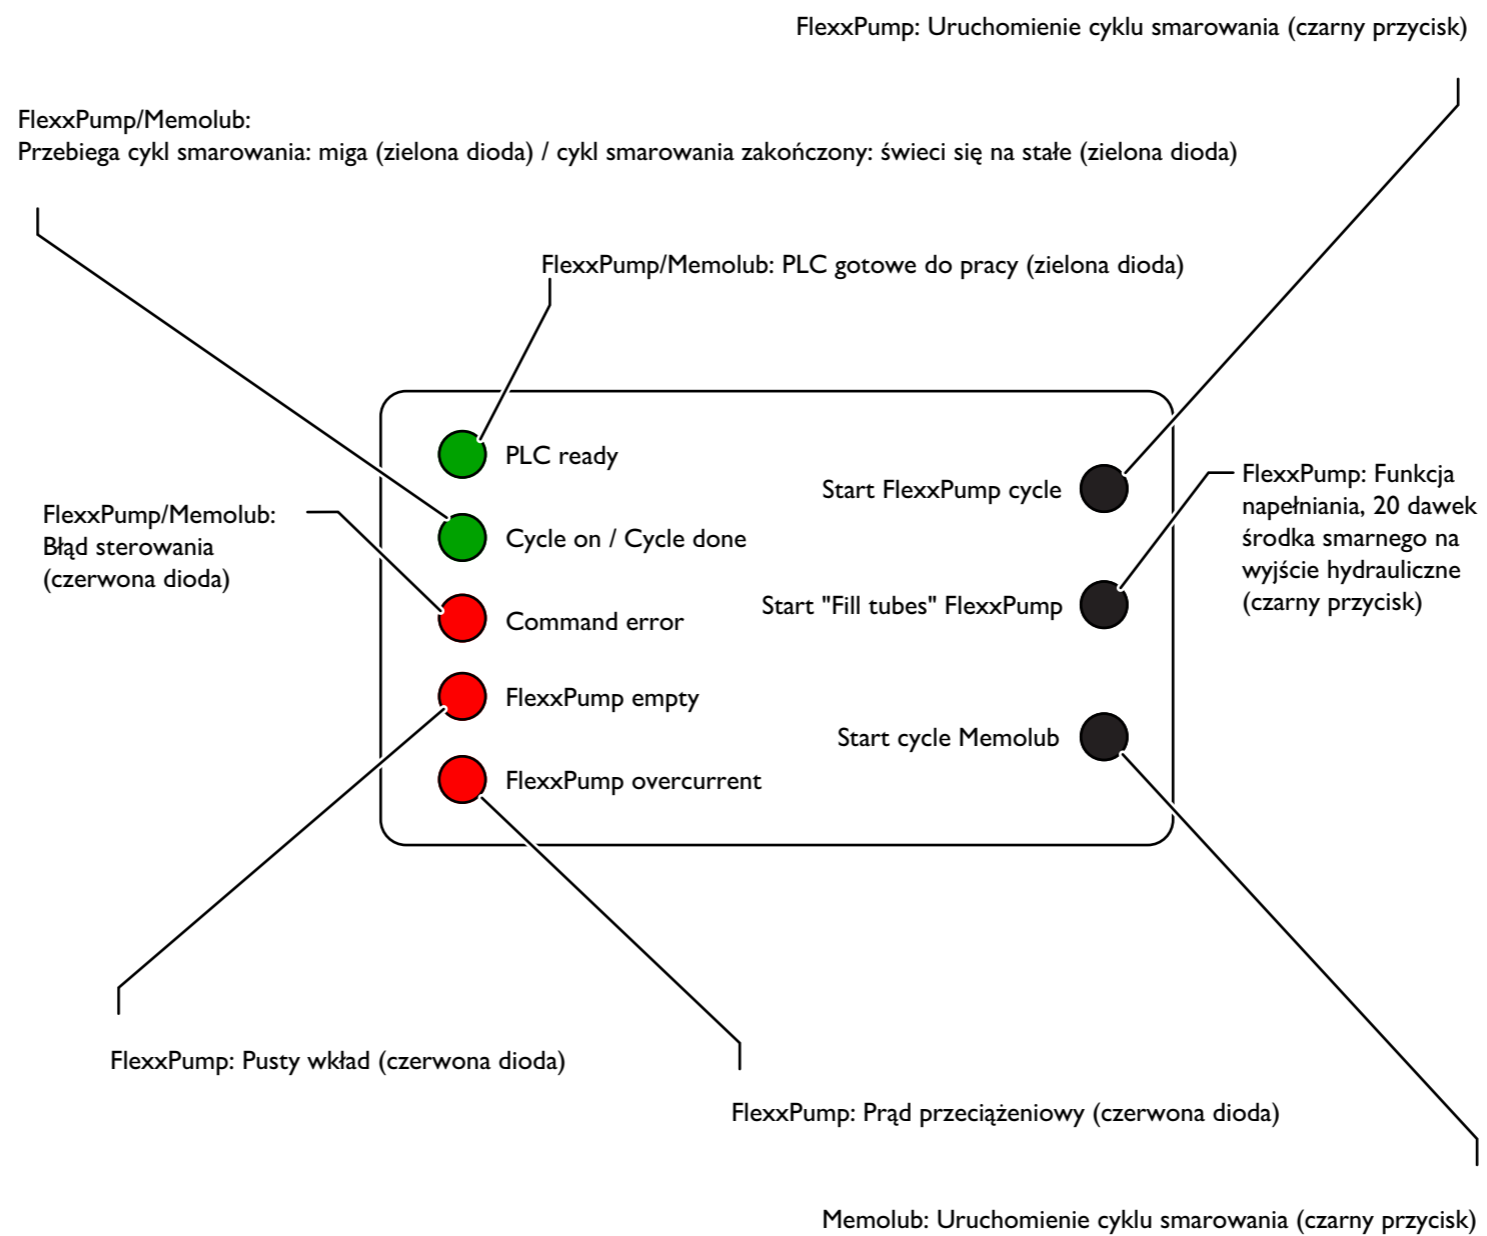 FlexxPump: Uruchomienie cyklu smarowania (czarny przycisk)
FlexxPump/Memolub:
Przebiega cykl smarowania: miga (zielona dioda) / cykl smarowania zakończony: świeci się na stałe (zielona dioda)
FlexxPump/Memolub: PLC gotowe do pracy (zielona dioda)
PLC ready
Cycle on / Cycle done
Command error
FlexxPump empty
FlexxPump overcurrent
Start FlexxPump cycle
Start "Fill tubes" FlexxPump
Start cycle Memolub
FlexxPump/Memolub:
Błąd sterowania
(czerwona dioda)
FlexxPump: Funkcja
napełniania, 20 dawek
środka smarnego na
wyjście hydrauliczne
(czarny przycisk)
FlexxPump: Pusty wkład (czerwona dioda)
FlexxPump: Prąd przeciążeniowy (czerwona dioda)
Memolub: Uruchomienie cyklu smarowania (czarny przycisk)